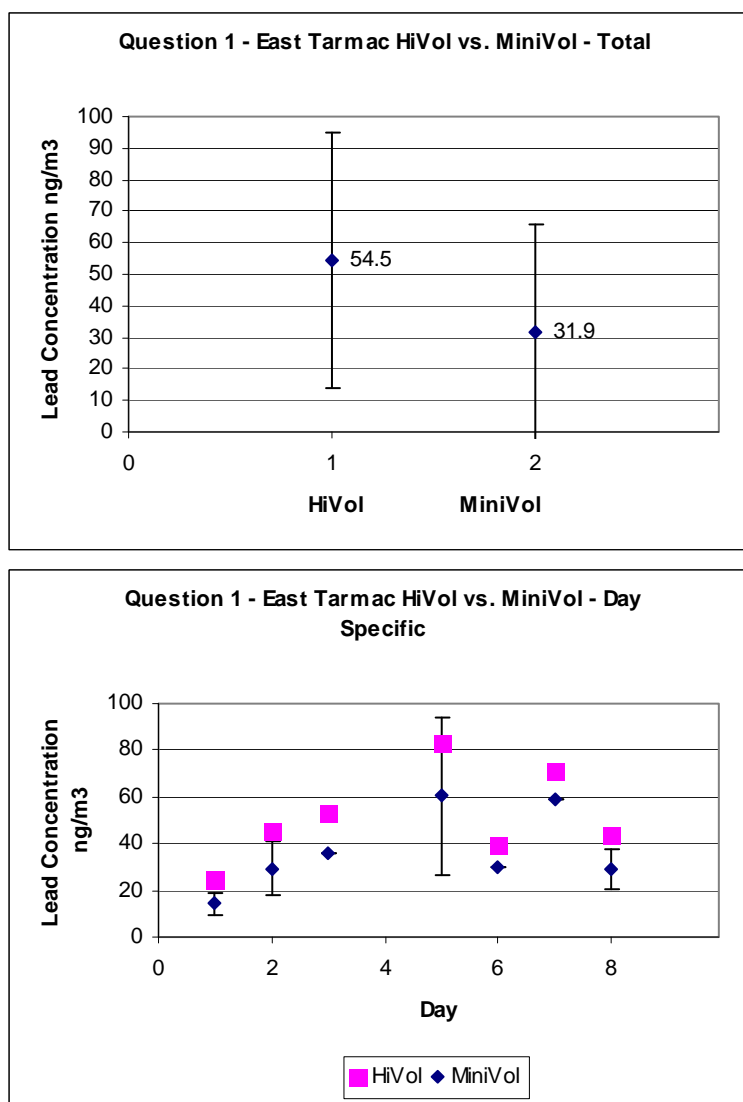 Question 1 - East Tarmac HiVol vs. MiniVol - Total
Lead Concentration ng/m3
100
90
80
70
60
50
40
30
20
10
0
54.5
31.9
0
1
2
HiVol
MiniVol
Question 1 - East Tarmac HiVol vs. MiniVol - Day
Specific
Lead Concentration
ng/m3
100
80
60
40
20
0
0
2
4
6
8
Day
HiVol
MiniVol